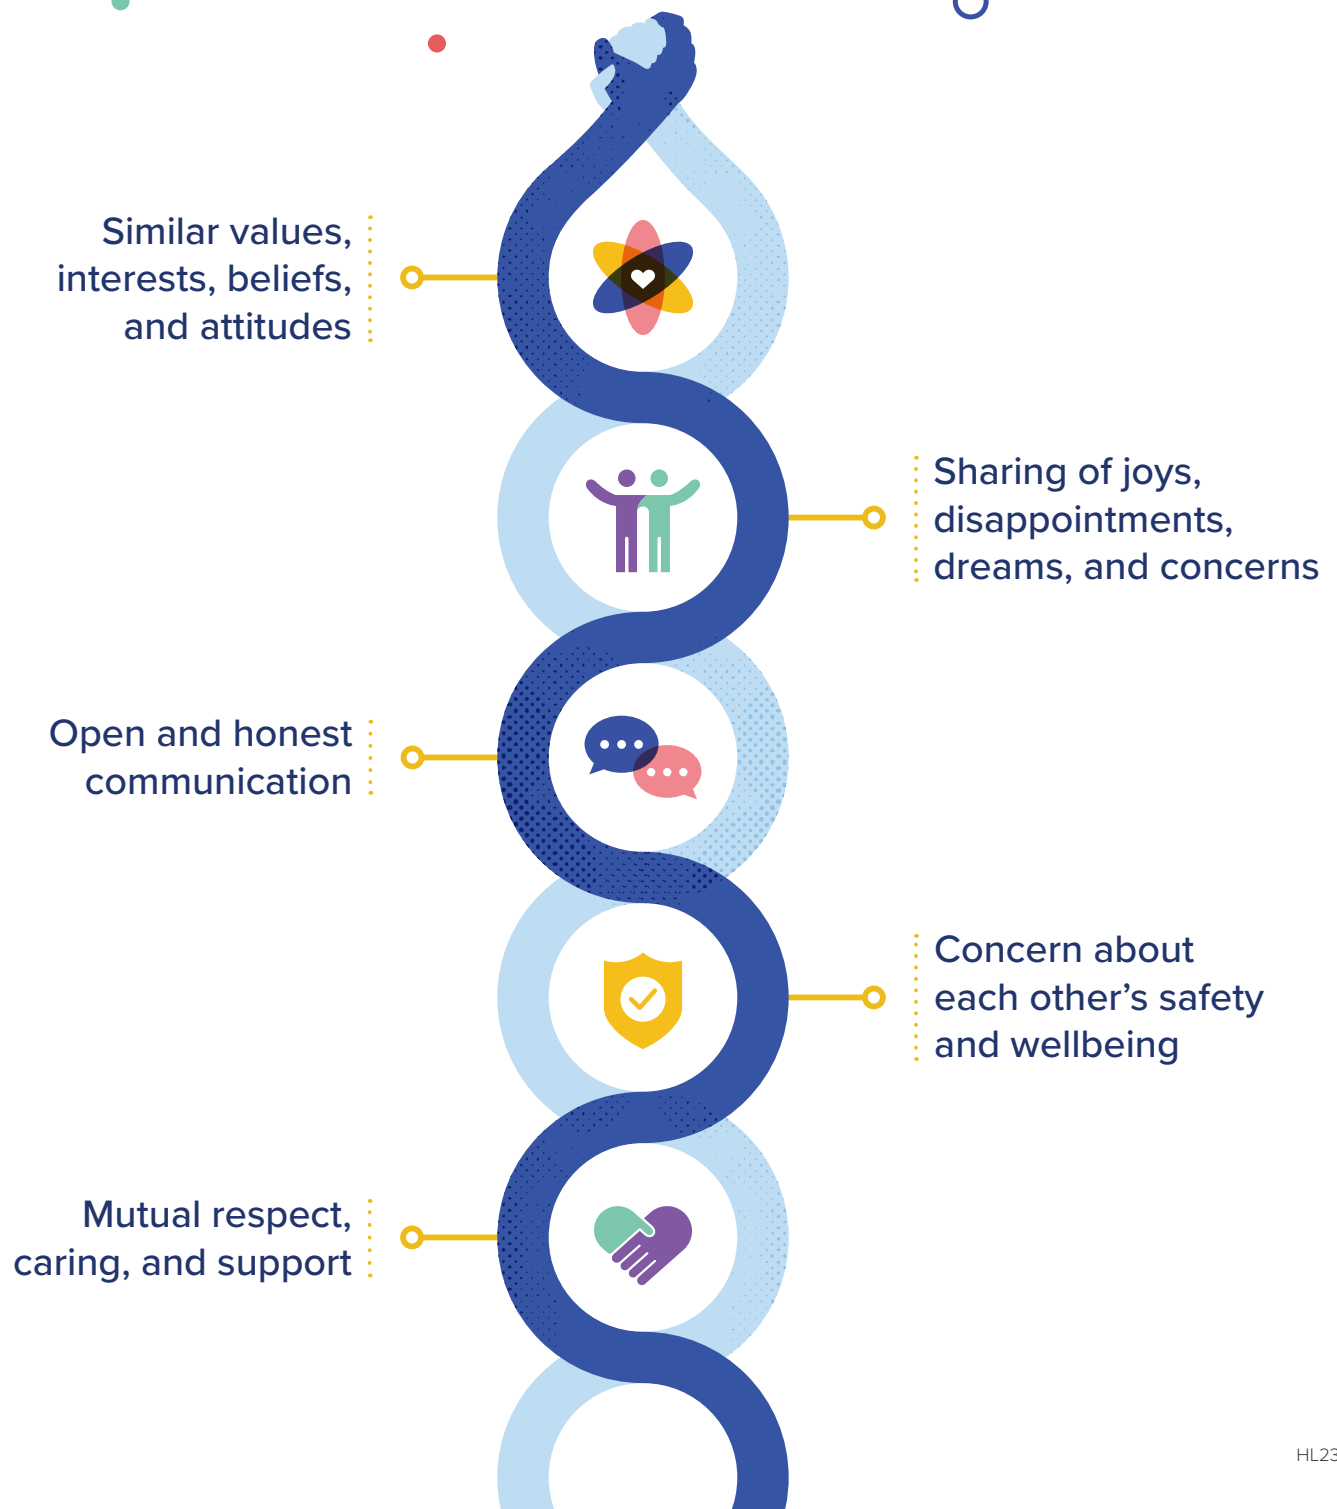 Similar values,
interests, beliefs,
and attitudes
Sharing of joys,
disappointments,
dreams, and concerns
Open and honest
communication
Concern about
each other’s safety
and wellbeing
Mutual respect,
caring, and support
HL23